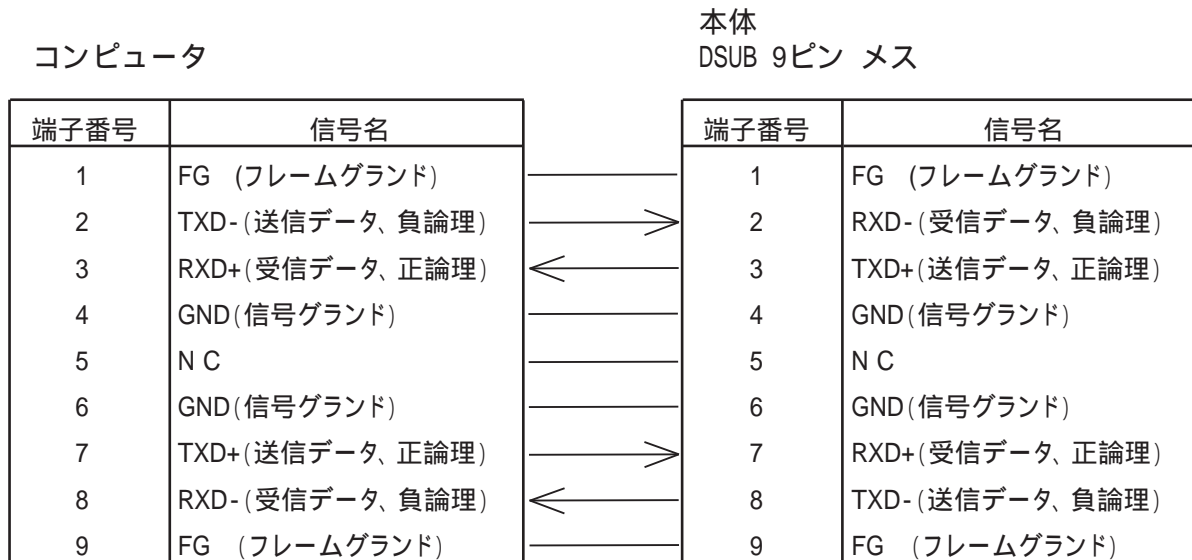 本体
コンピュータ DSUB 9ピン メス
端子番号 信号名 端子番号 信号名
1 FG (フレームグランド) 1 FG (フレームグランド)
2 TXD-(送信データ、負論理) 2 RXD-(受信データ、負論理)
3 RXD+(受信データ、正論理) 3 TXD+(送信データ、正論理)
4 GND(信号グランド) 4 GND(信号グランド)
5 N C 5 N C
6 GND(信号グランド) 6 GND(信号グランド)
7 TXD+(送信データ、正論理) 7 RXD+(受信データ、正論理)
8 RXD-(受信データ、負論理) 8 TXD-(送信データ、負論理)
9 FG (フレームグランド) 9 FG (フレームグランド)